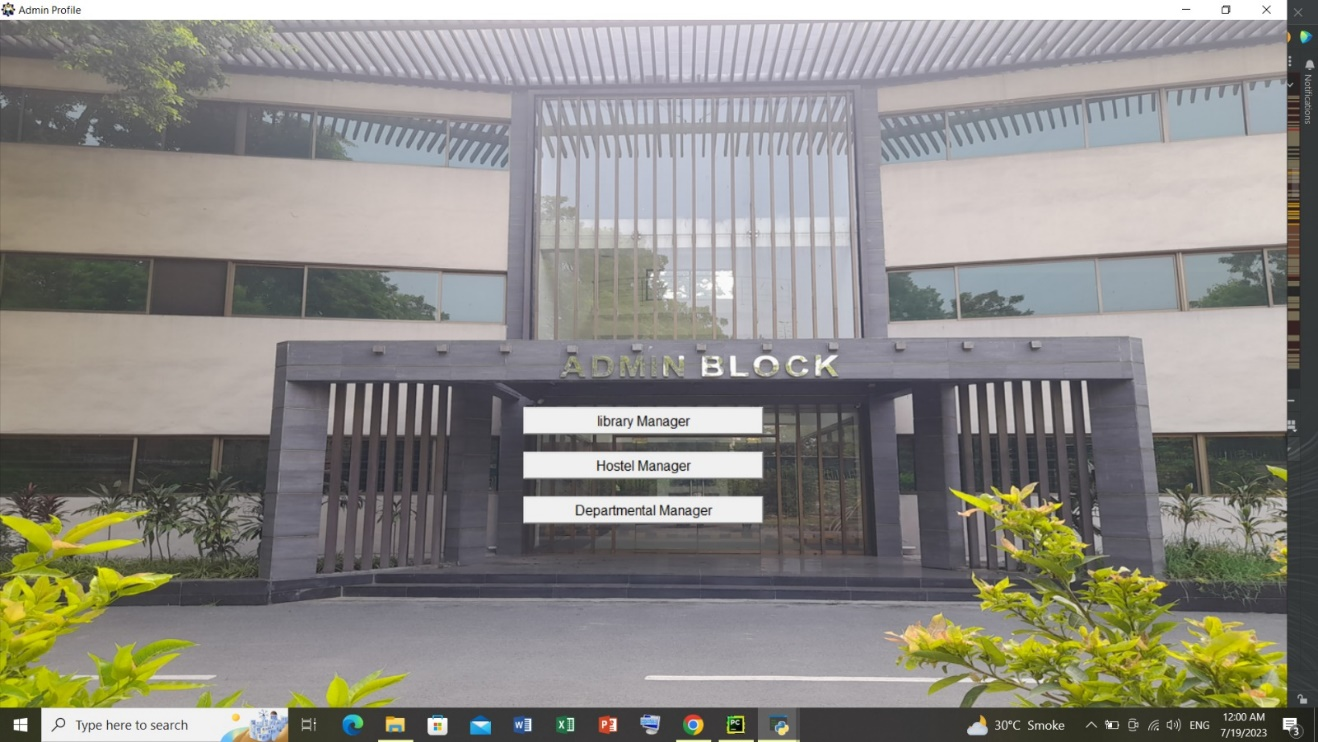 Admin Profile
Notifications
ADMIN BLOCK
library Manager
Hostel Manager
Departmental Manager
Type here to search
30°C Smoke
ENG
12:00 AM
7/19/2023
3